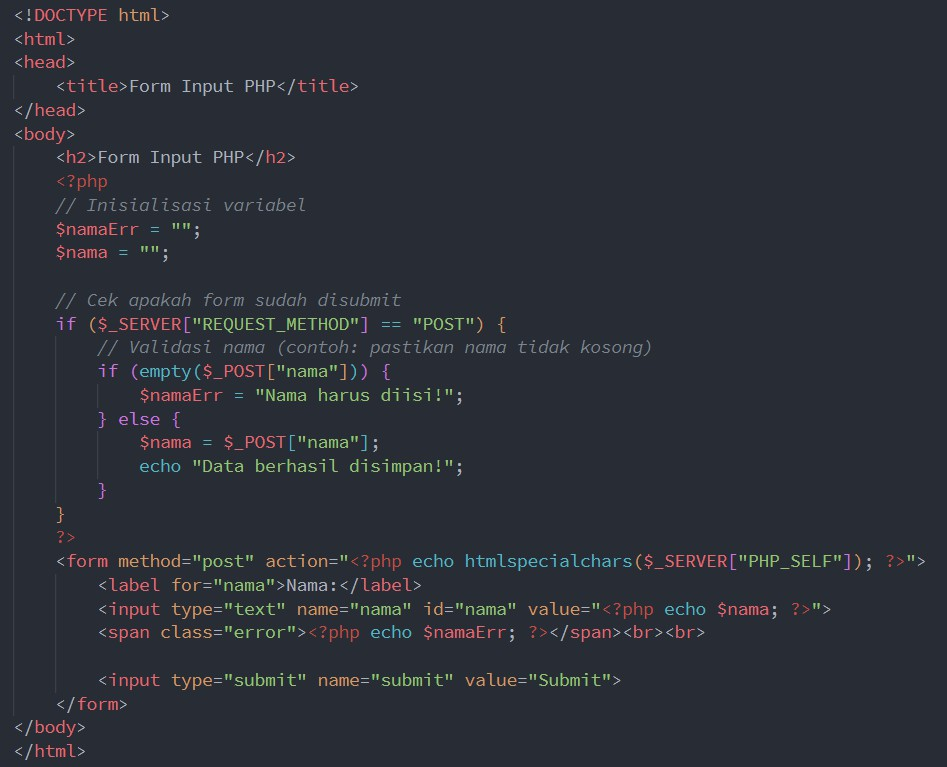 <!DOCTYPE html>
<html>
<head>
    <title>Form Input PHP</title>
</head>
<body>
    <h2>Form Input PHP</h2>
    <?php
    // Inisialisasi variabel
    $namaErr = "";
    $nama = "";

    // Cek apakah form sudah disubmit
    if ($_SERVER["REQUEST_METHOD"] == "POST") {
        // Validasi nama (contoh: pastikan nama tidak kosong)
        if (empty($_POST["nama"])) {
            $namaErr = "Nama harus diisi!";
        } else {
            $nama = $_POST["nama"];
            echo "Data berhasil disimpan!";
        }
    }
    ?>
    <form method="post" action="<?php echo htmlspecialchars($_SERVER["PHP_SELF"]); ?>">
        <label for="nama">Nama:</label>
        <input type="text" name="nama" id="nama" value="<?php echo $nama; ?>">
        <span class="error"><?php echo $namaErr; ?></span><br><br>

        <input type="submit" name="submit" value="Submit">
    </form>
</body>
</html>